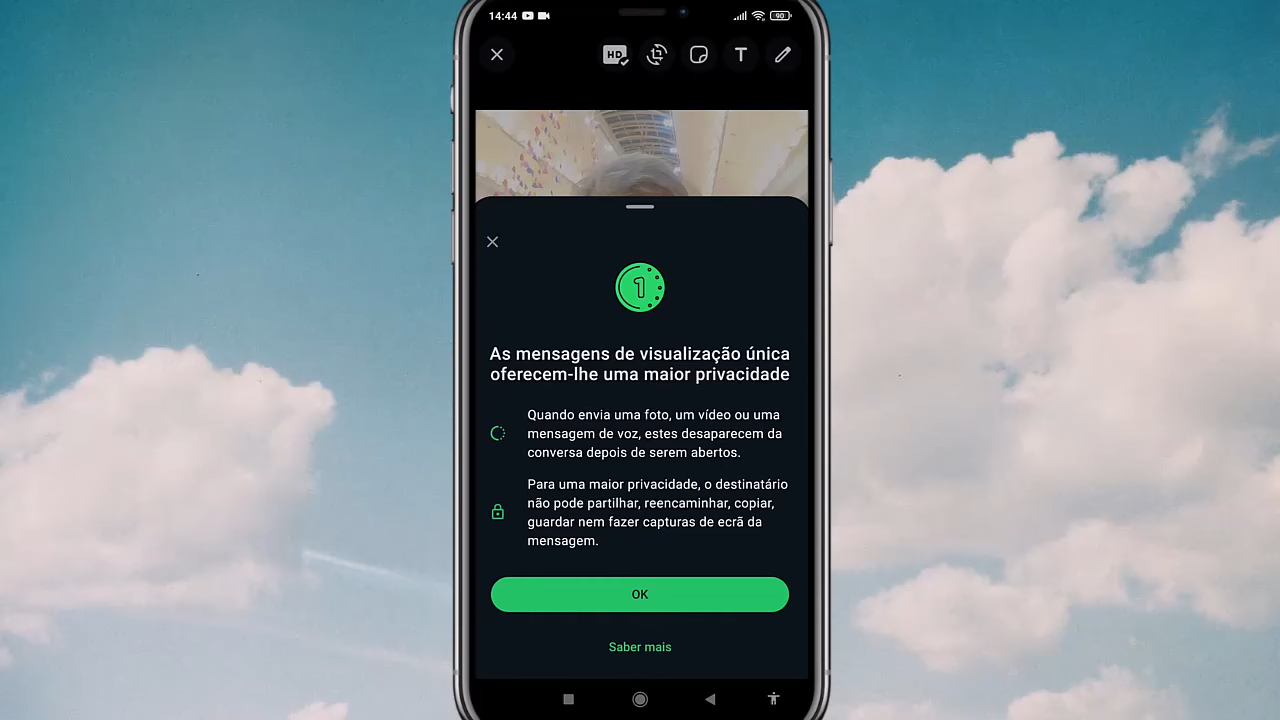 14:44
90
HD
T
1
As mensagens de visualização única
oferecem-lhe uma maior privacidade
Quando envia uma foto, um vídeo ou uma
mensagem de voz, estes desaparecem da
conversa depois de serem abertos.
Para uma maior privacidade, o destinatário
não pode partilhar, reencaminhar, copiar,
guardar nem fazer capturas de ecrã da
mensagem.
OK
Saber mais